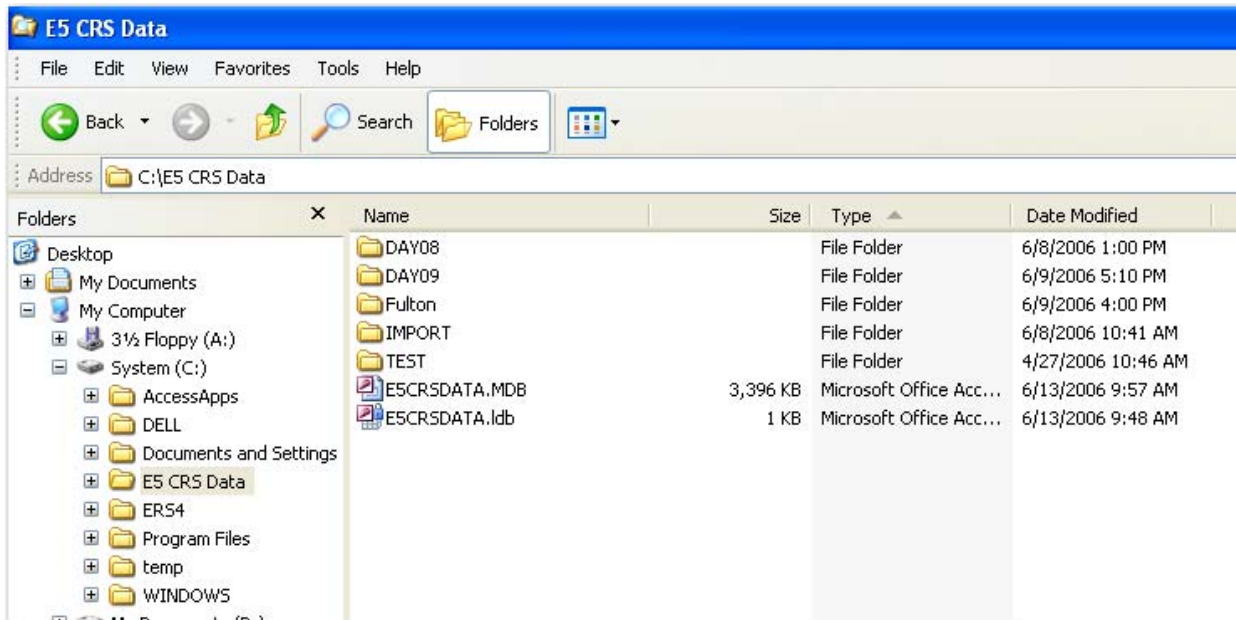 E5 CRS Data
File Edit View Favorites Tools Help
Back Search Folders
Address C:\E5 CRS Data
Folders X Name Size Type Date Modified
Desktop
My Documents
My Computer
3½ Floppy (A:)
System (C:)
AccessApps
DELL
Documents and Settings
E5 CRS Data
ERS4
Program Files
temp
WINDOWS
DAY08 File Folder 6/8/2006 1:00 PM
DAY09 File Folder 6/9/2006 5:10 PM
Fulton File Folder 6/9/2006 4:00 PM
IMPORT File Folder 6/8/2006 10:41 AM
TEST File Folder 4/27/2006 10:46 AM
E5CRSDATA.MDB 3,396 KB Microsoft Office Acc... 6/13/2006 9:57 AM
E5CRSDATA.ldb 1 KB Microsoft Office Acc... 6/13/2006 9:48 AM